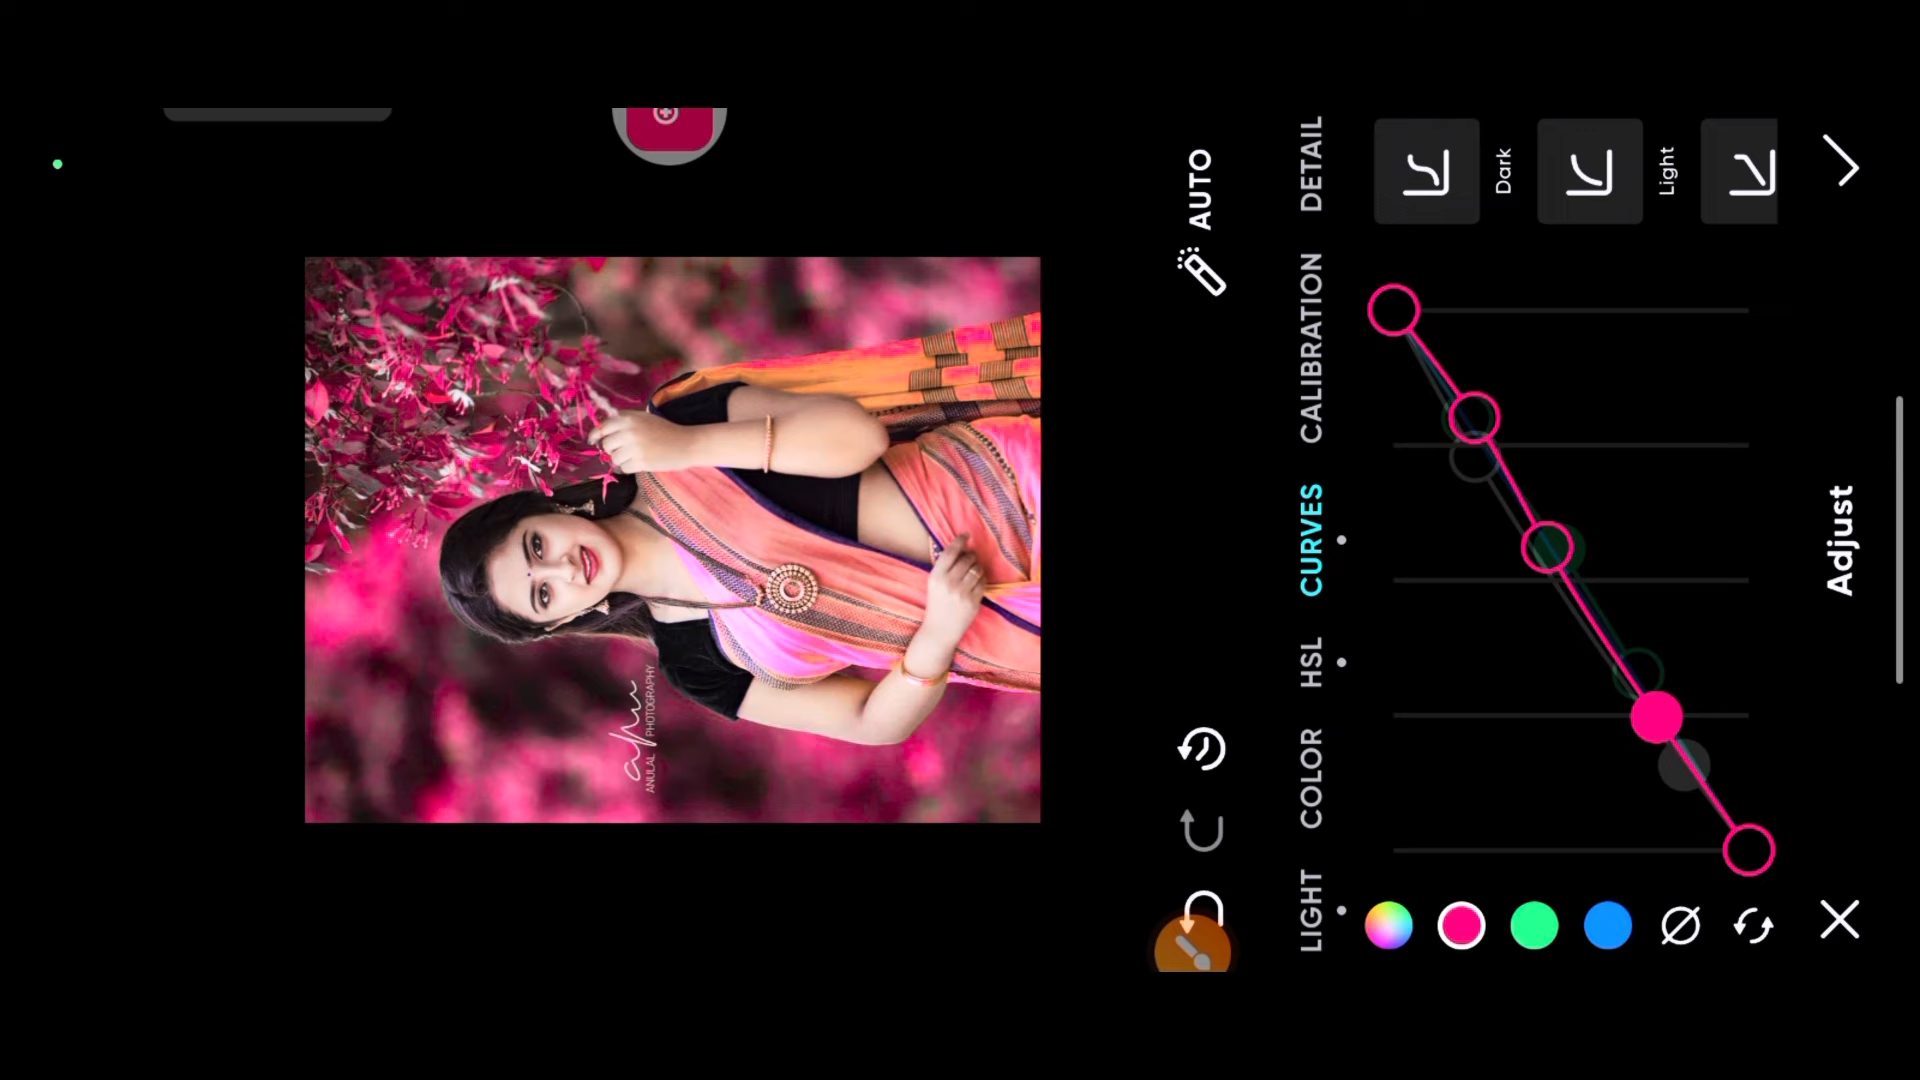 AUTO
LIGHT COLOR HSL CURVES CALIBRATION DETAIL
Dark
Light
Adjust
ANULAL PHOTOGRAPHY